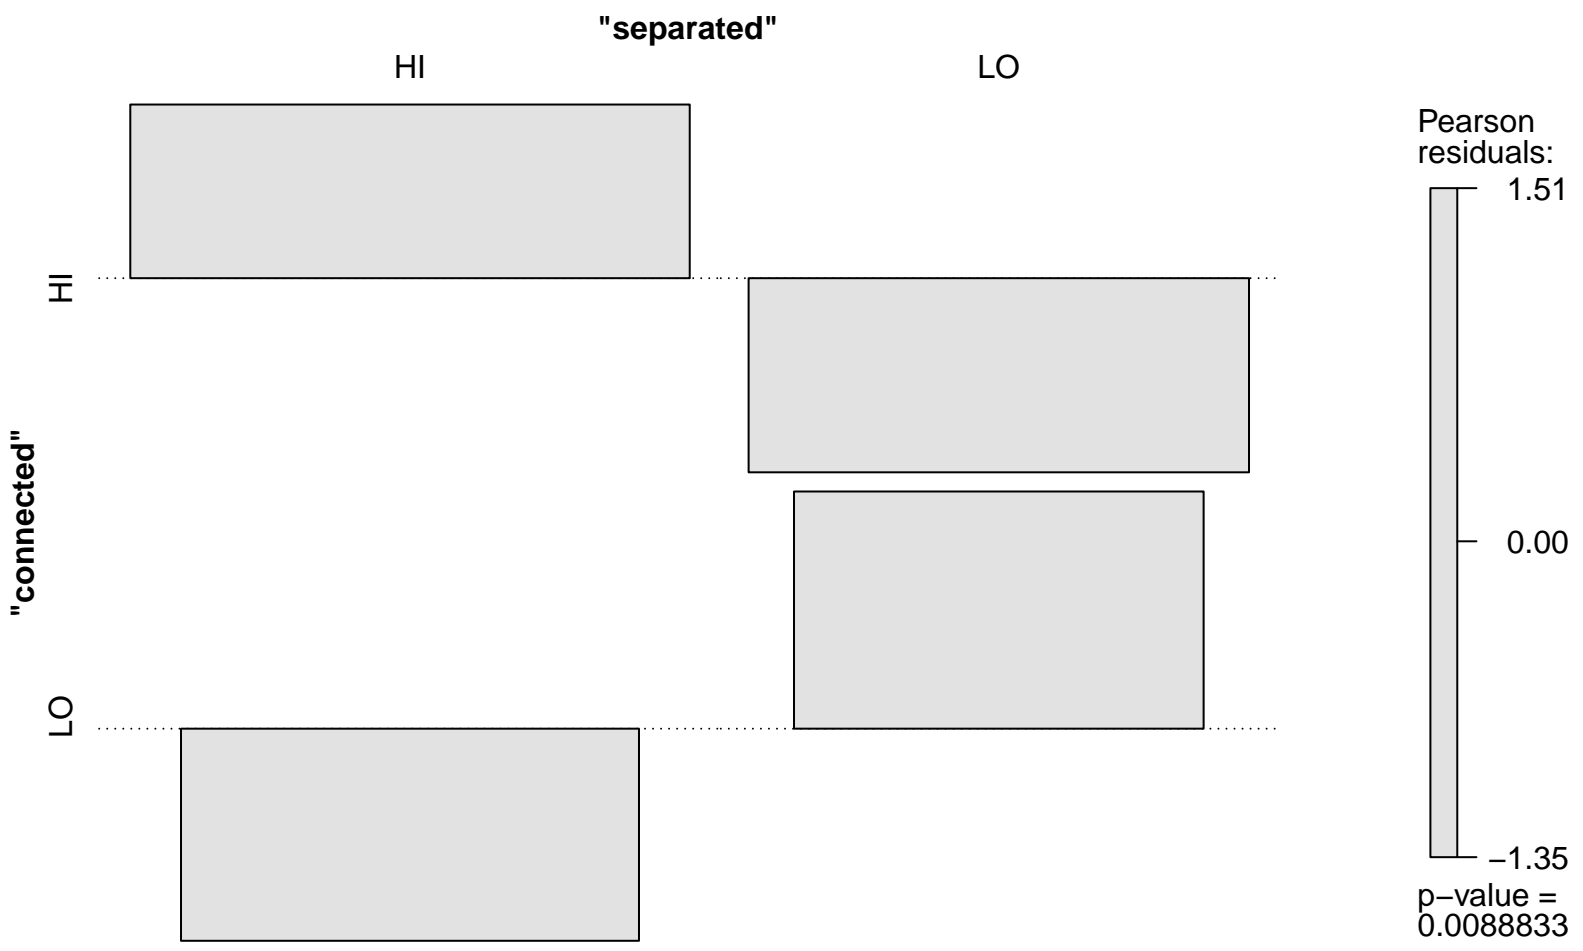 "separated"
HI
LO
"connected"
HI
LO
Pearson
residuals:
1.51
0.00
−1.35
p−value =
0.0088833